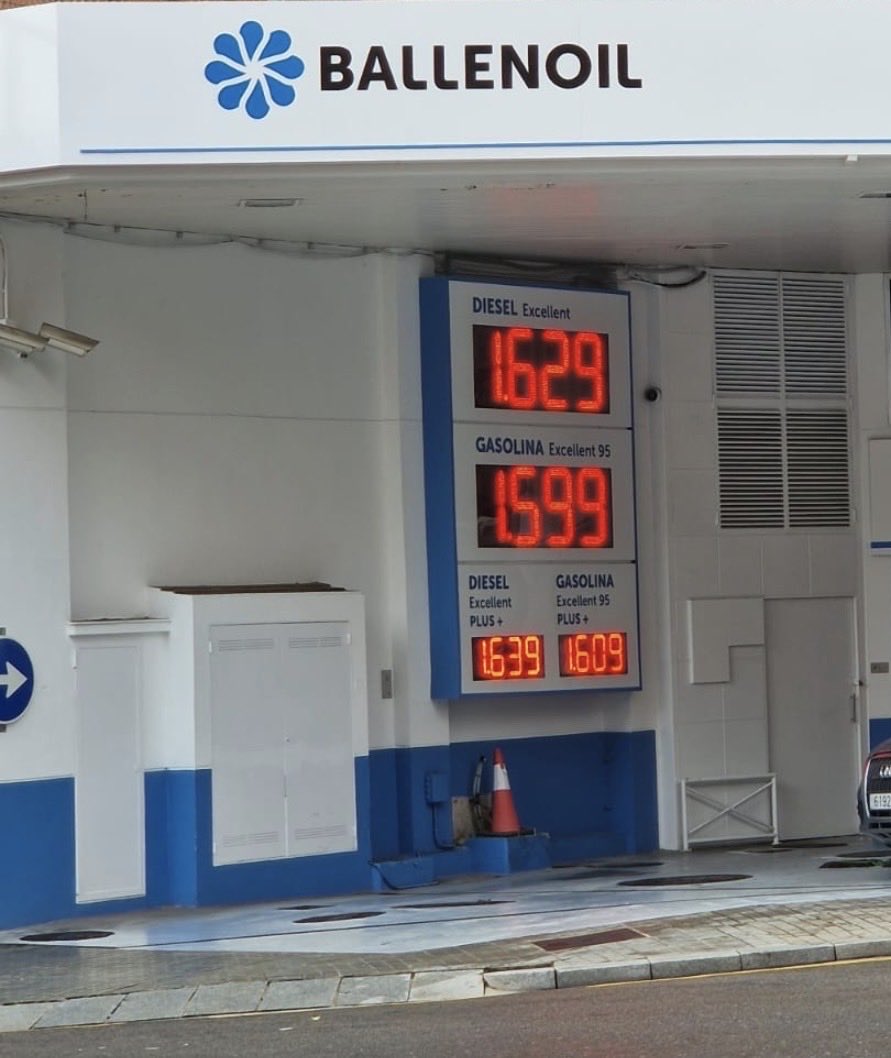 BALLENOIL
DIESEL Excellent
1.629
GASOLINA Excellent 95
1.599
DIESEL
Excellent
PLUS +
1.639
GASOLINA
Excellent 95
PLUS +
1.609
6192